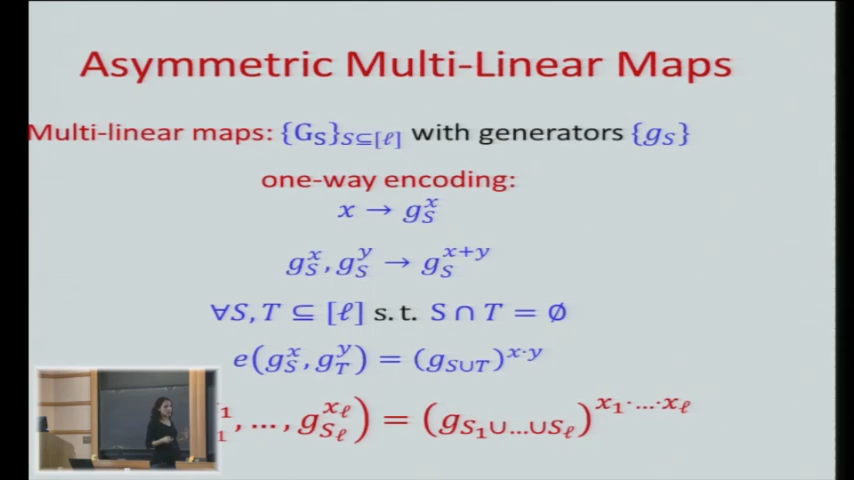 Asymmetric Multi-Linear Maps
Multi-linear maps: {G_S}_{S⊆[ℓ]} with generators {g_S}
one-way encoding:
x → g_S^x
g_S^x, g_S^y → g_S^{x+y}
∀S, T ⊆ [ℓ] s.t. S ∩ T = ∅
e(g_S^x, g_T^y) = (g_{S∪T})^{x·y}
, …, g_{S_ℓ}^{x_ℓ}) = (g_{S_1∪…∪S_ℓ})^{x_1·…·x_ℓ}